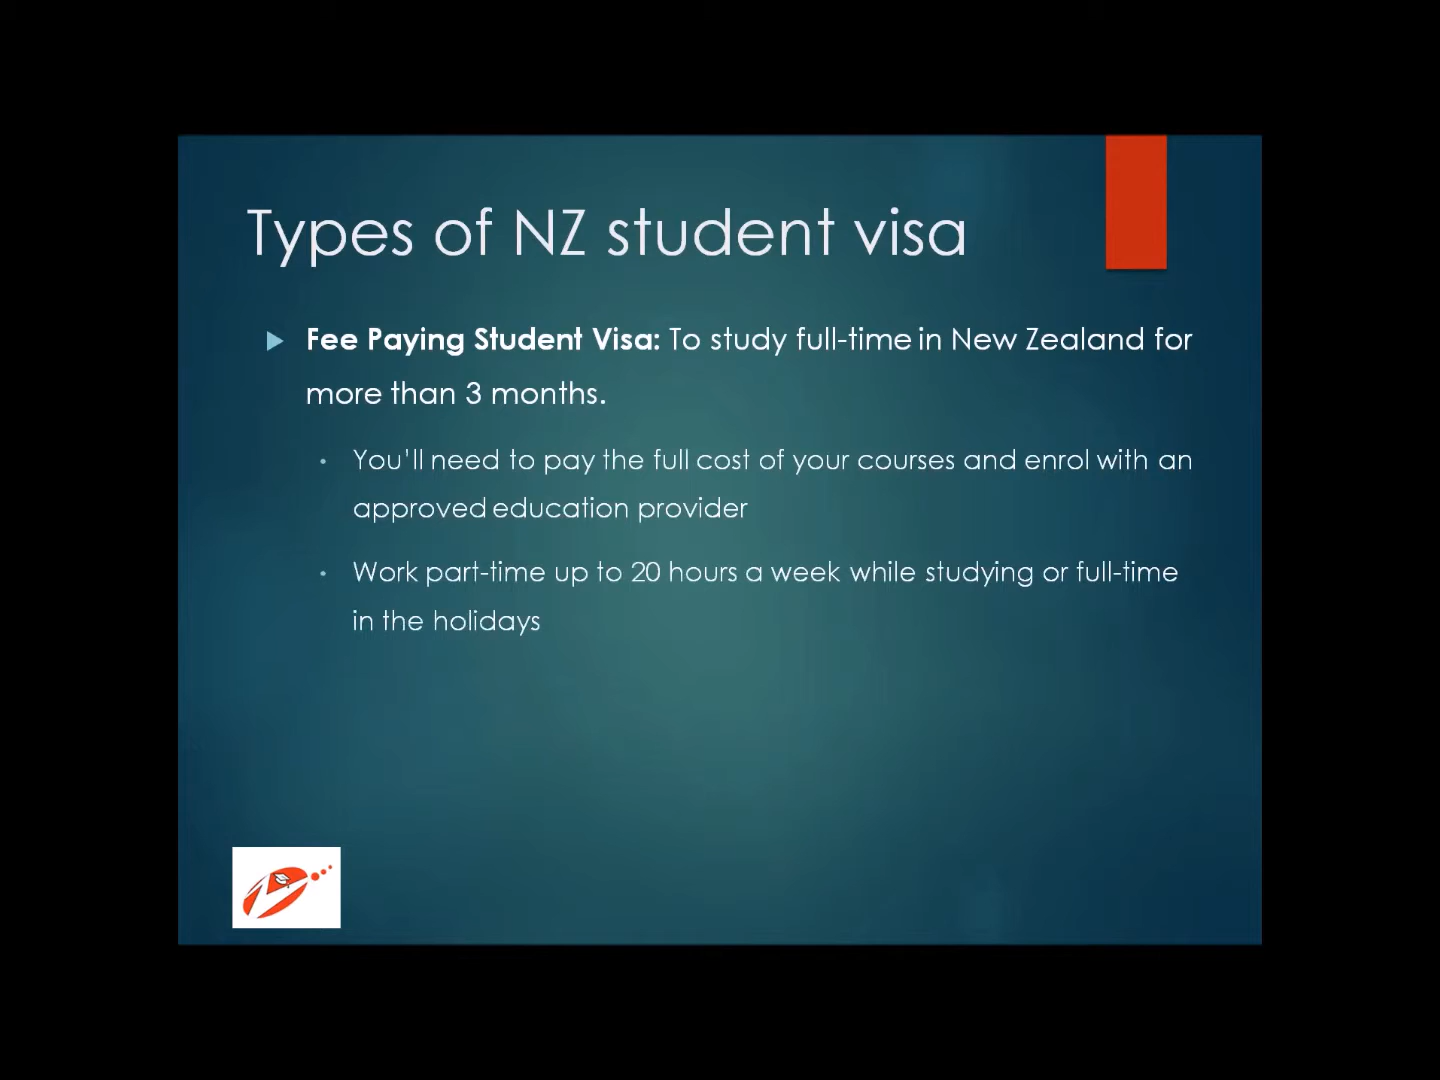 Types of NZ student visa
Fee Paying Student Visa: To study full-time in New Zealand for
more than 3 months.
You'll need to pay the full cost of your courses and enrol with an
approved education provider
Work part-time up to 20 hours a week while studying or full-time
in the holidays